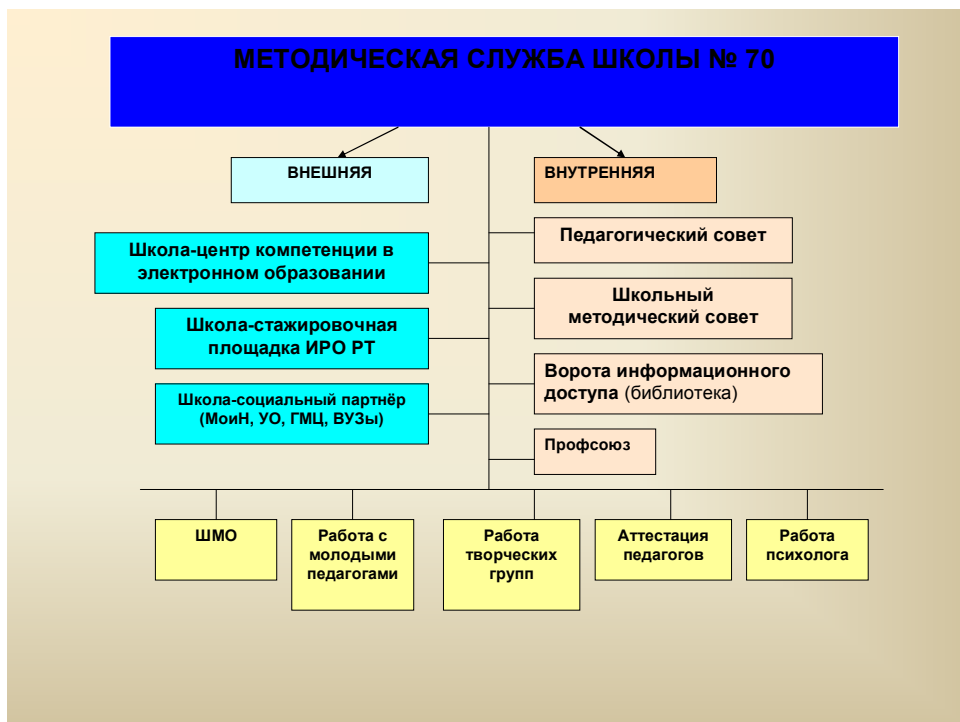 МЕТОДИЧЕСКАЯ СЛУЖБА ШКОЛЫ № 70
ВНЕШНЯЯ
ВНУТРЕННЯЯ
Школа-центр компетенции в
электронном образовании
Школа-стажировочная
площадка ИРО РТ
Школа-социальный партнёр
(МоиН, УО, ГМЦ, ВУЗы)
Педагогический совет
Школьный
методический совет
Ворота информационного
доступа (библиотека)
Профсоюз
ШМО
Работа с
молодыми
педагогами
Работа
творческих
групп
Аттестация
педагогов
Работа
психолога